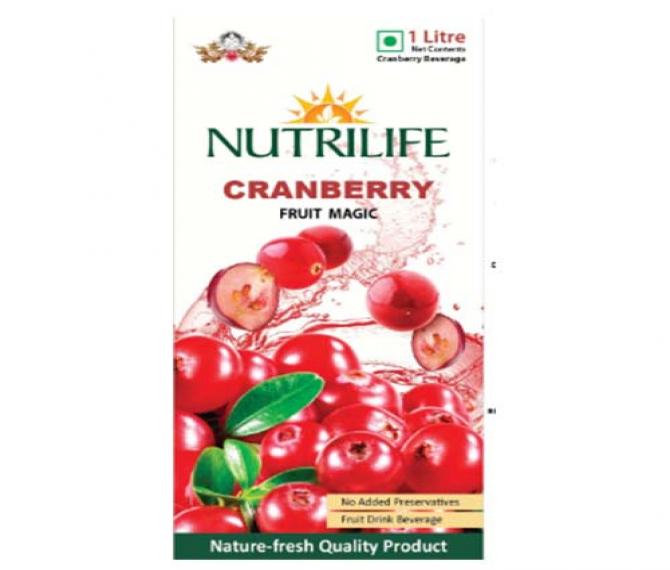 1 Litre
Net Contents
Cranberry Beverage
NUTRILIFE
CRANBERRY
FRUIT MAGIC
No Added Preservatives
Fruit Drink Beverage
Nature-fresh Quality Product